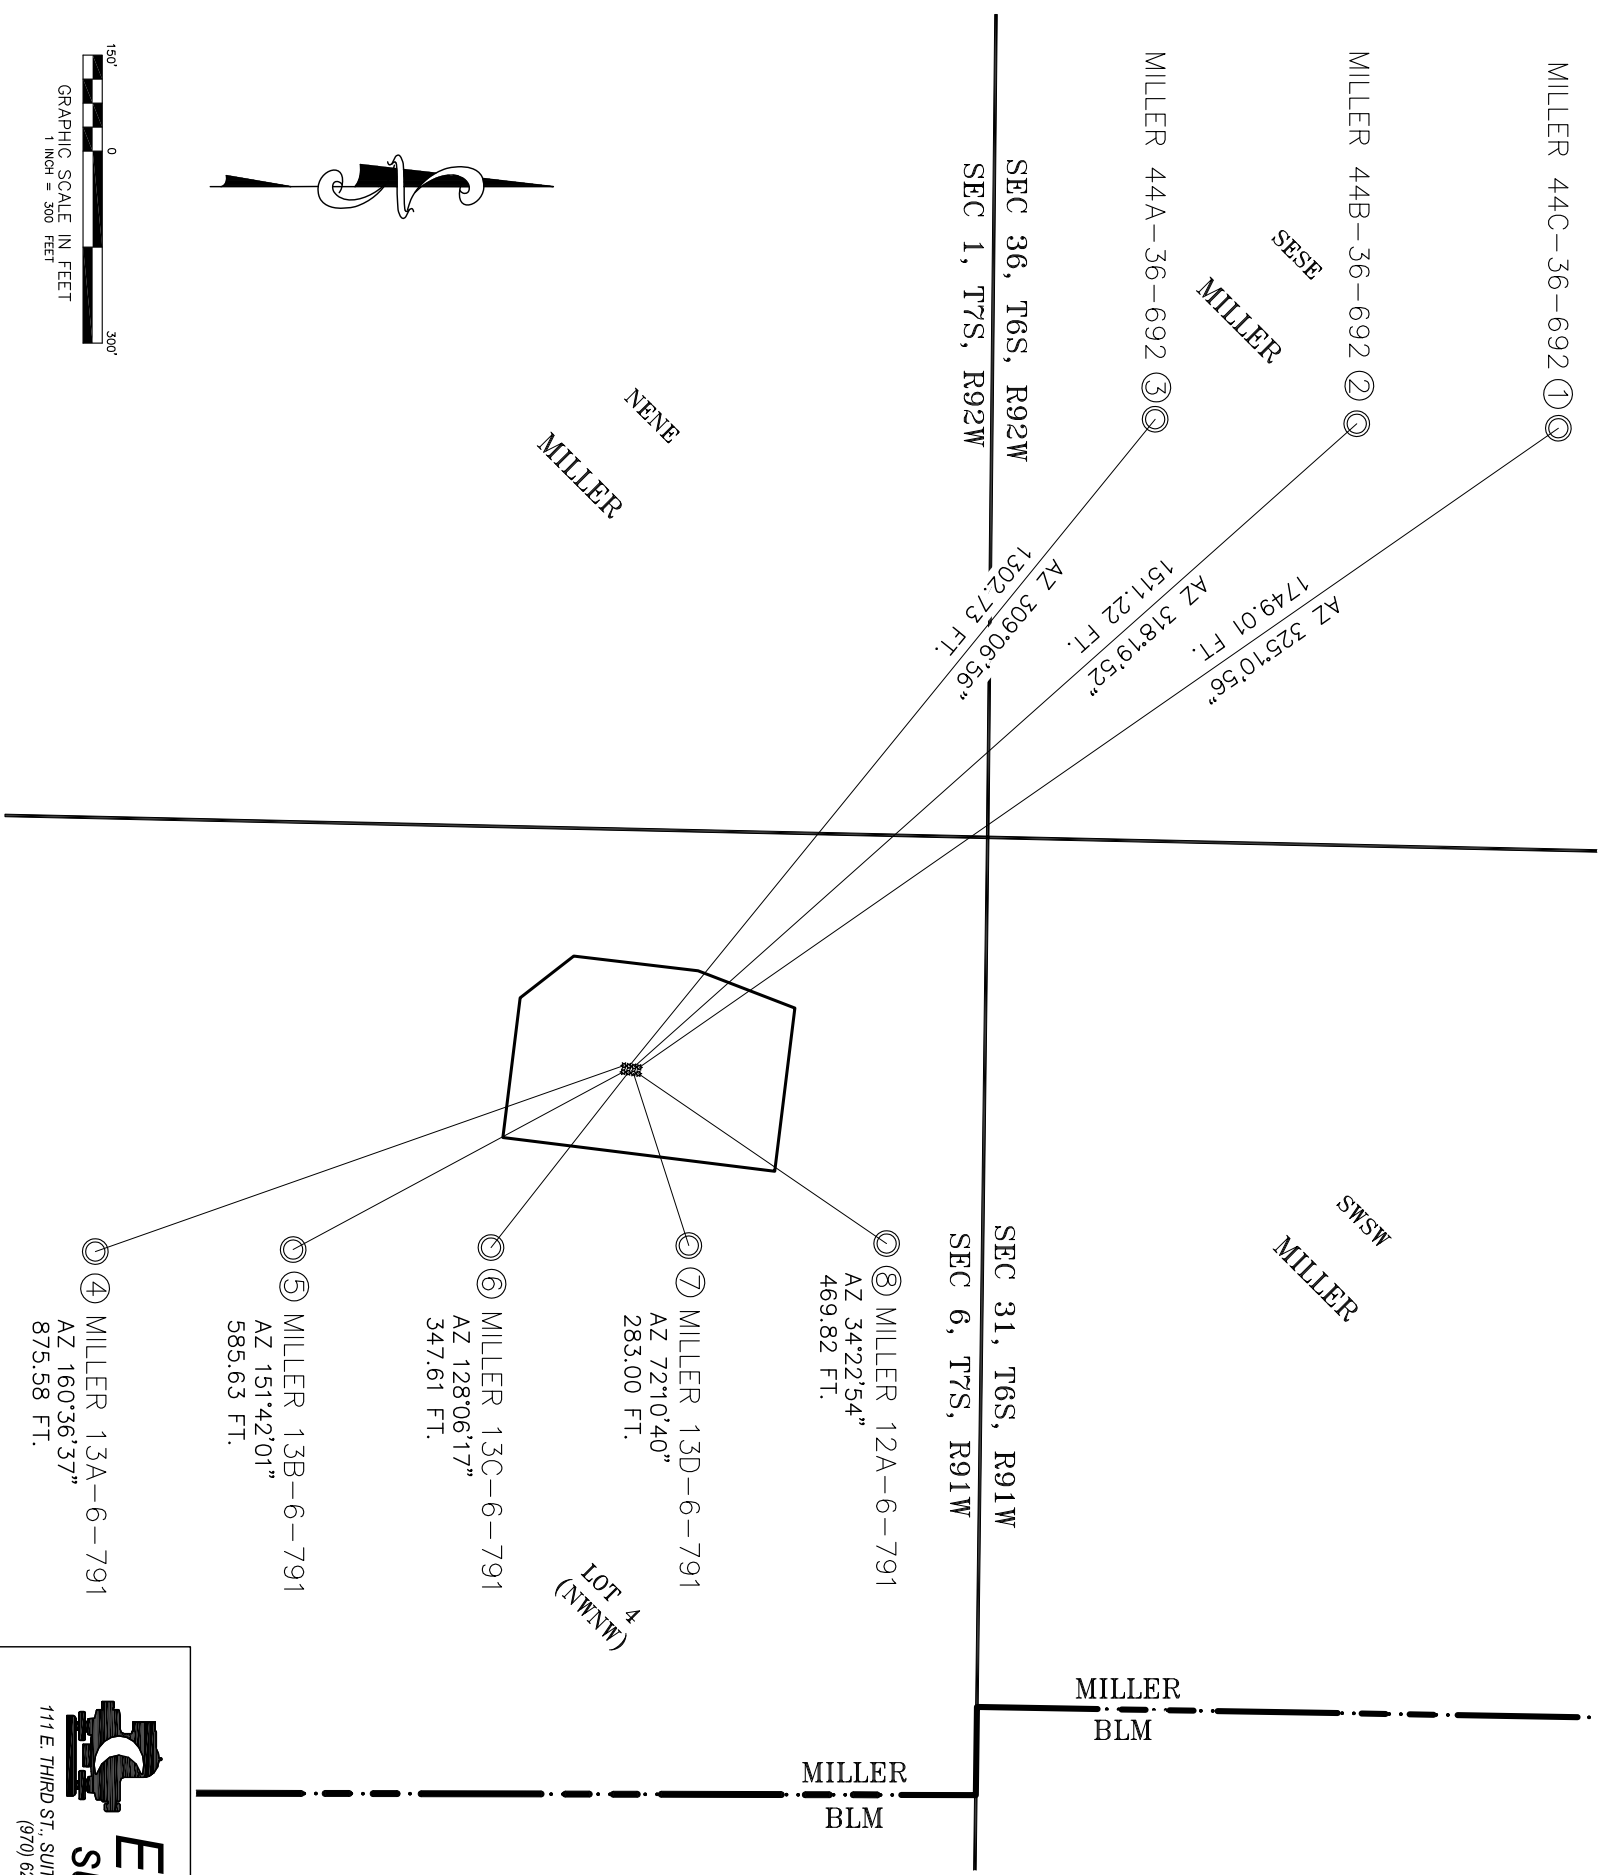 MILLER 44C-36-692 ①
AZ 325°10'56"
1749.01 FT.
MILLER 44B-36-692 ②
AZ 318°19'52"
1511.22 FT.
MILLER 44A-36-692 ③
AZ 309°06'56"
1302.73 FT.
SESE
MILLER
SWSW
MILLER
SEC 36, T6S, R92W
SEC 1, T7S, R92W
SEC 31, T6S, R91W
SEC 6, T7S, R91W
MILLER
BLM
MILLER
BLM
NENE
MILLER
LOT 4
(NWNW)
⑧ MILLER 12A-6-791
AZ 34°22'54"
469.82 FT.
⑦ MILLER 13D-6-791
AZ 72°10'40"
283.00 FT.
⑥ MILLER 13C-6-791
AZ 128°06'17"
347.61 FT.
⑤ MILLER 13B-6-791
AZ 151°42'01"
585.63 FT.
④ MILLER 13A-6-791
AZ 160°36'37"
875.58 FT.
N
150' 0 300'
GRAPHIC SCALE IN FEET
1 INCH = 300 FEET
111 E. THIRD ST., SUIT
(970) 62